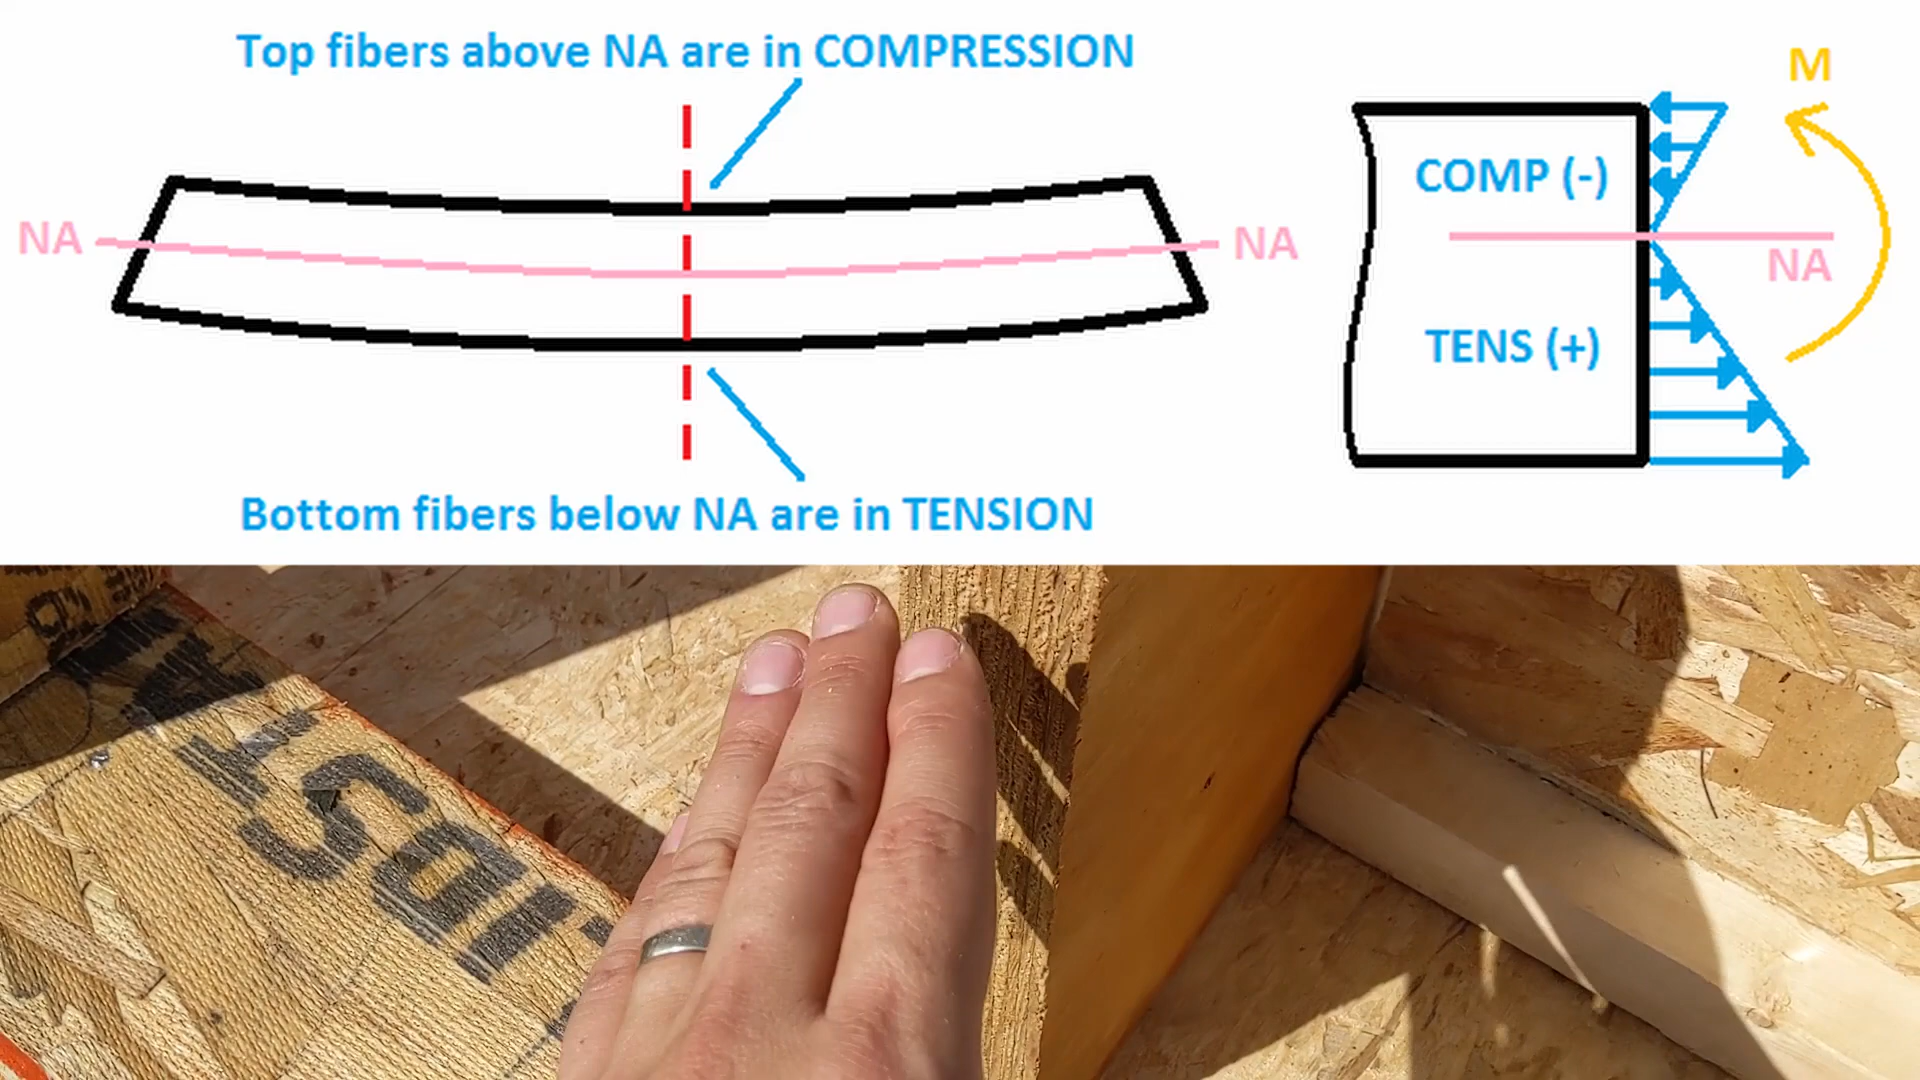 Top fibers above NA are in COMPRESSION
M
COMP (-)
NA
NA
NA
TENS (+)
Bottom fibers below NA are in TENSION